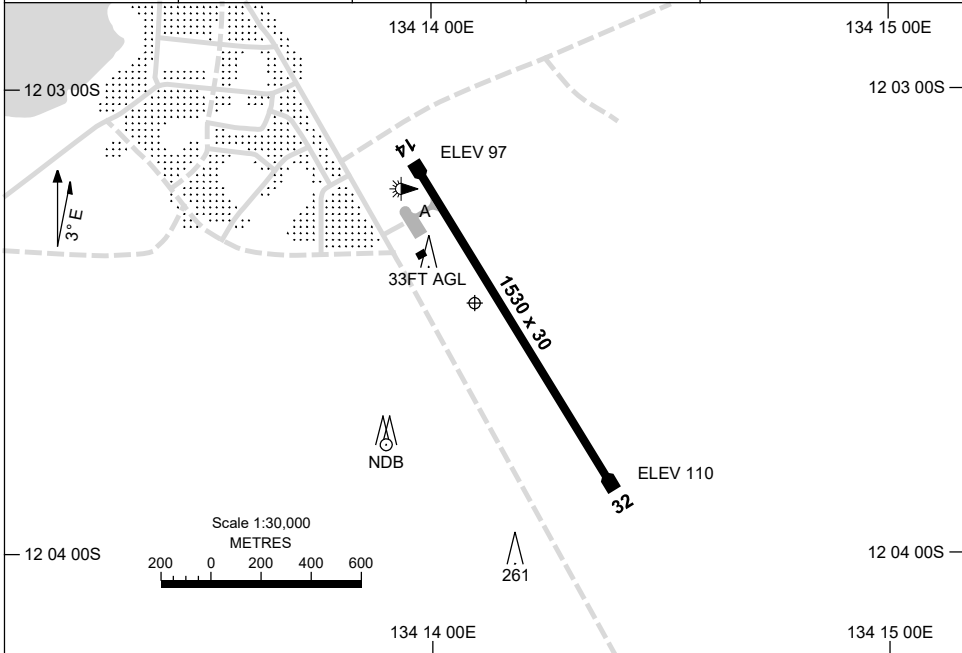 134 14 00E
134 15 00E
12 03 00S
12 03 00S
14
ELEV 97
3° E
A
33FT AGL
1530 x 30
NDB
ELEV 110
32
Scale 1:30,000
METRES
200 0 200 400 600
12 04 00S
12 04 00S
261
134 14 00E
134 15 00E